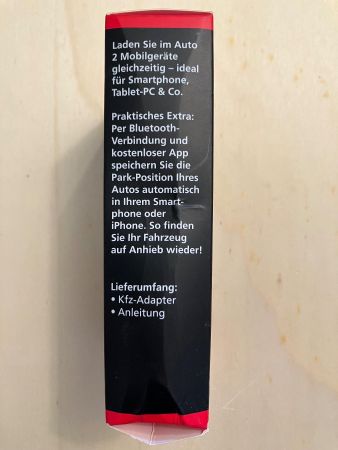 Laden Sie im Auto
2 Mobilgeräte
gleichzeitig – ideal
für Smartphone,
Tablet-PC & Co.
Praktisches Extra:
Per Bluetooth-
Verbindung und
kostenloser App
speichern Sie die
Park-Position Ihres
Autos automatisch
in Ihrem Smart-
phone oder
iPhone. So finden
Sie Ihr Fahrzeug
auf Anhieb wieder!
Lieferumfang:
• Kfz-Adapter
• Anleitung